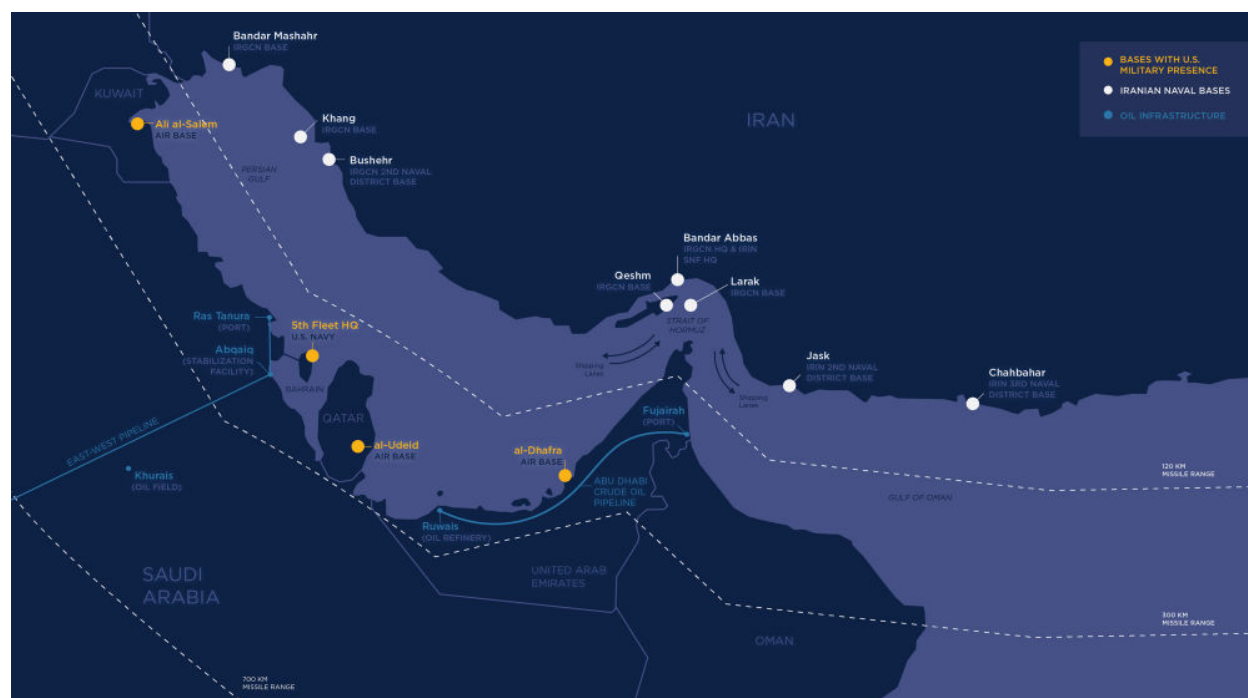 Bandar Mashahr
IRGCN BASE
KUWAIT
Ali al-Salem
AIR BASE
Khang
IRGCN BASE
Bushehr
IRGCN 2ND NAVAL
DISTRICT BASE
PERSIAN
GULF
IRAN
BASES WITH U.S.
MILITARY PRESENCE
IRANIAN NAVAL BASES
OIL INFRASTRUCTURE
Bandar Abbas
IRGCN HQ & IRIN
SNF HQ
Qeshm
IRGCN BASE
Larak
IRGCN BASE
STRAIT OF
HORMUZ
Shipping
Lanes
Shipping
Lanes
Jask
IRIN 2ND NAVAL
DISTRICT BASE
Chahbahar
IRIN 3RD NAVAL
DISTRICT BASE
Ras Tanura
(PORT)
5th Fleet HQ
U.S. NAVY
Abqaiq
(STABILIZATION
FACILITY)
BAHRAIN
QATAR
al-Udeid
AIR BASE
al-Dhafra
AIR BASE
Fujairah
(PORT)
EAST-WEST PIPELINE
Khurais
(OIL FIELD)
ABU DHABI
CRUDE OIL
PIPELINE
Ruwais
(OIL REFINERY)
120 KM
MISSILE RANGE
GULF OF OMAN
SAUDI
ARABIA
UNITED ARAB
EMIRATES
OMAN
300 KM
MISSILE RANGE
700 KM
MISSILE RANGE